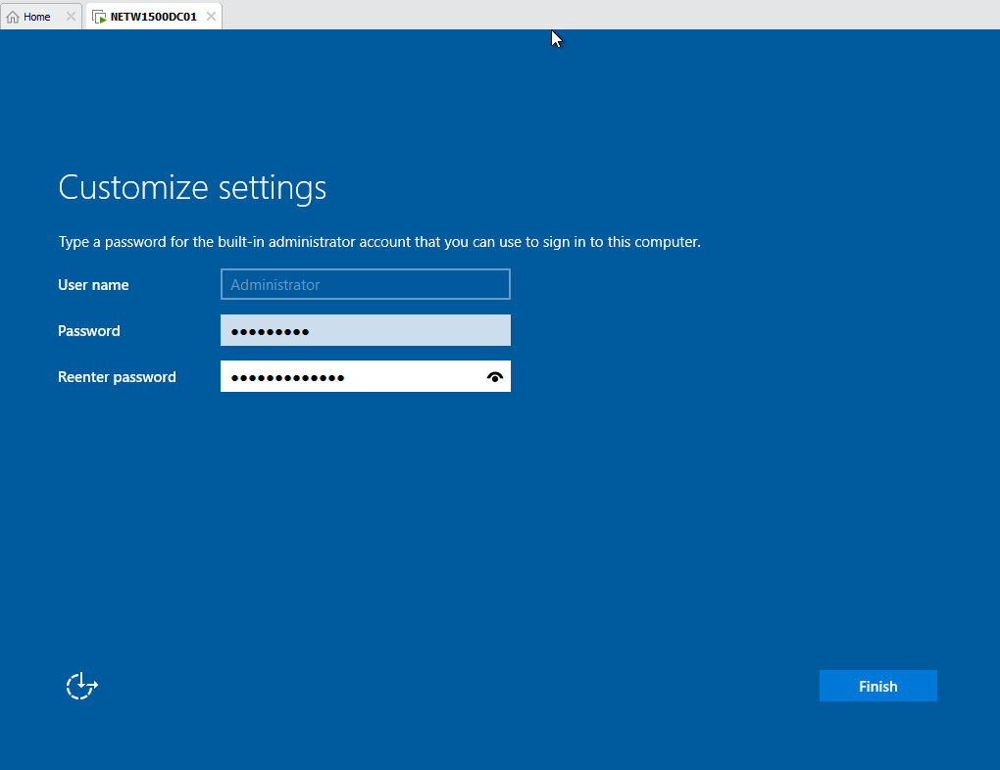 Home
NETW1500DC01
Customize settings
Type a password for the built-in administrator account that you can use to sign in to this computer.
User name
Administrator
Password
●●●●●●●●●
Reenter password
●●●●●●●●●●●●●
Finish